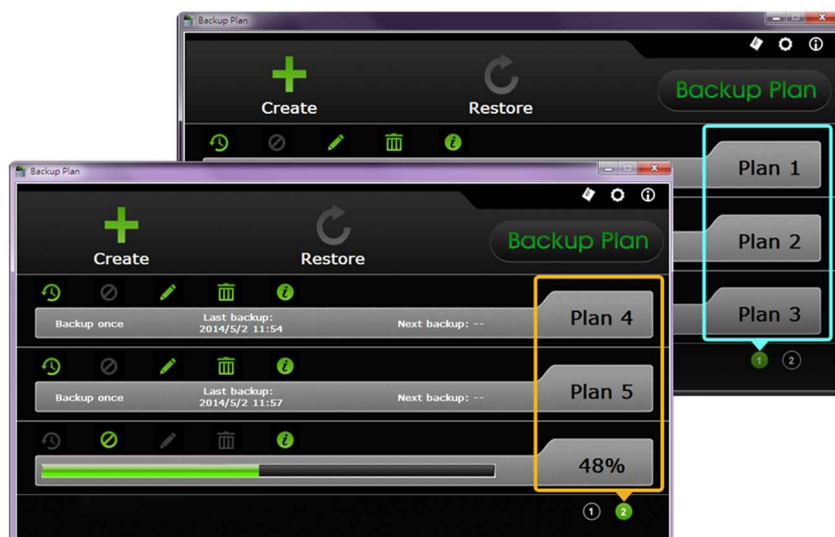 Backup Plan
Create
Restore
Backup Plan
Plan 1
Plan 2
Plan 3
1 2
Backup Plan
Create
Restore
Backup Plan
Backup once
Last backup:
2014/5/2 11:54
Next backup: --
Plan 4
Backup once
Last backup:
2014/5/2 11:57
Next backup: --
Plan 5
48%
1 2